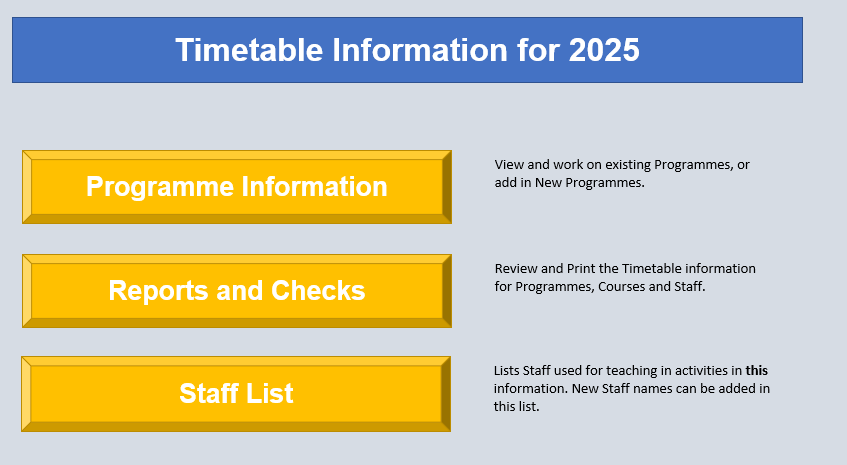 Timetable Information for 2025
Programme Information
View and work on existing Programmes, or
add in New Programmes.
Reports and Checks
Review and Print the Timetable information
for Programmes, Courses and Staff.
Staff List
Lists Staff used for teaching in activities in this
information. New Staff names can be added in
this list.